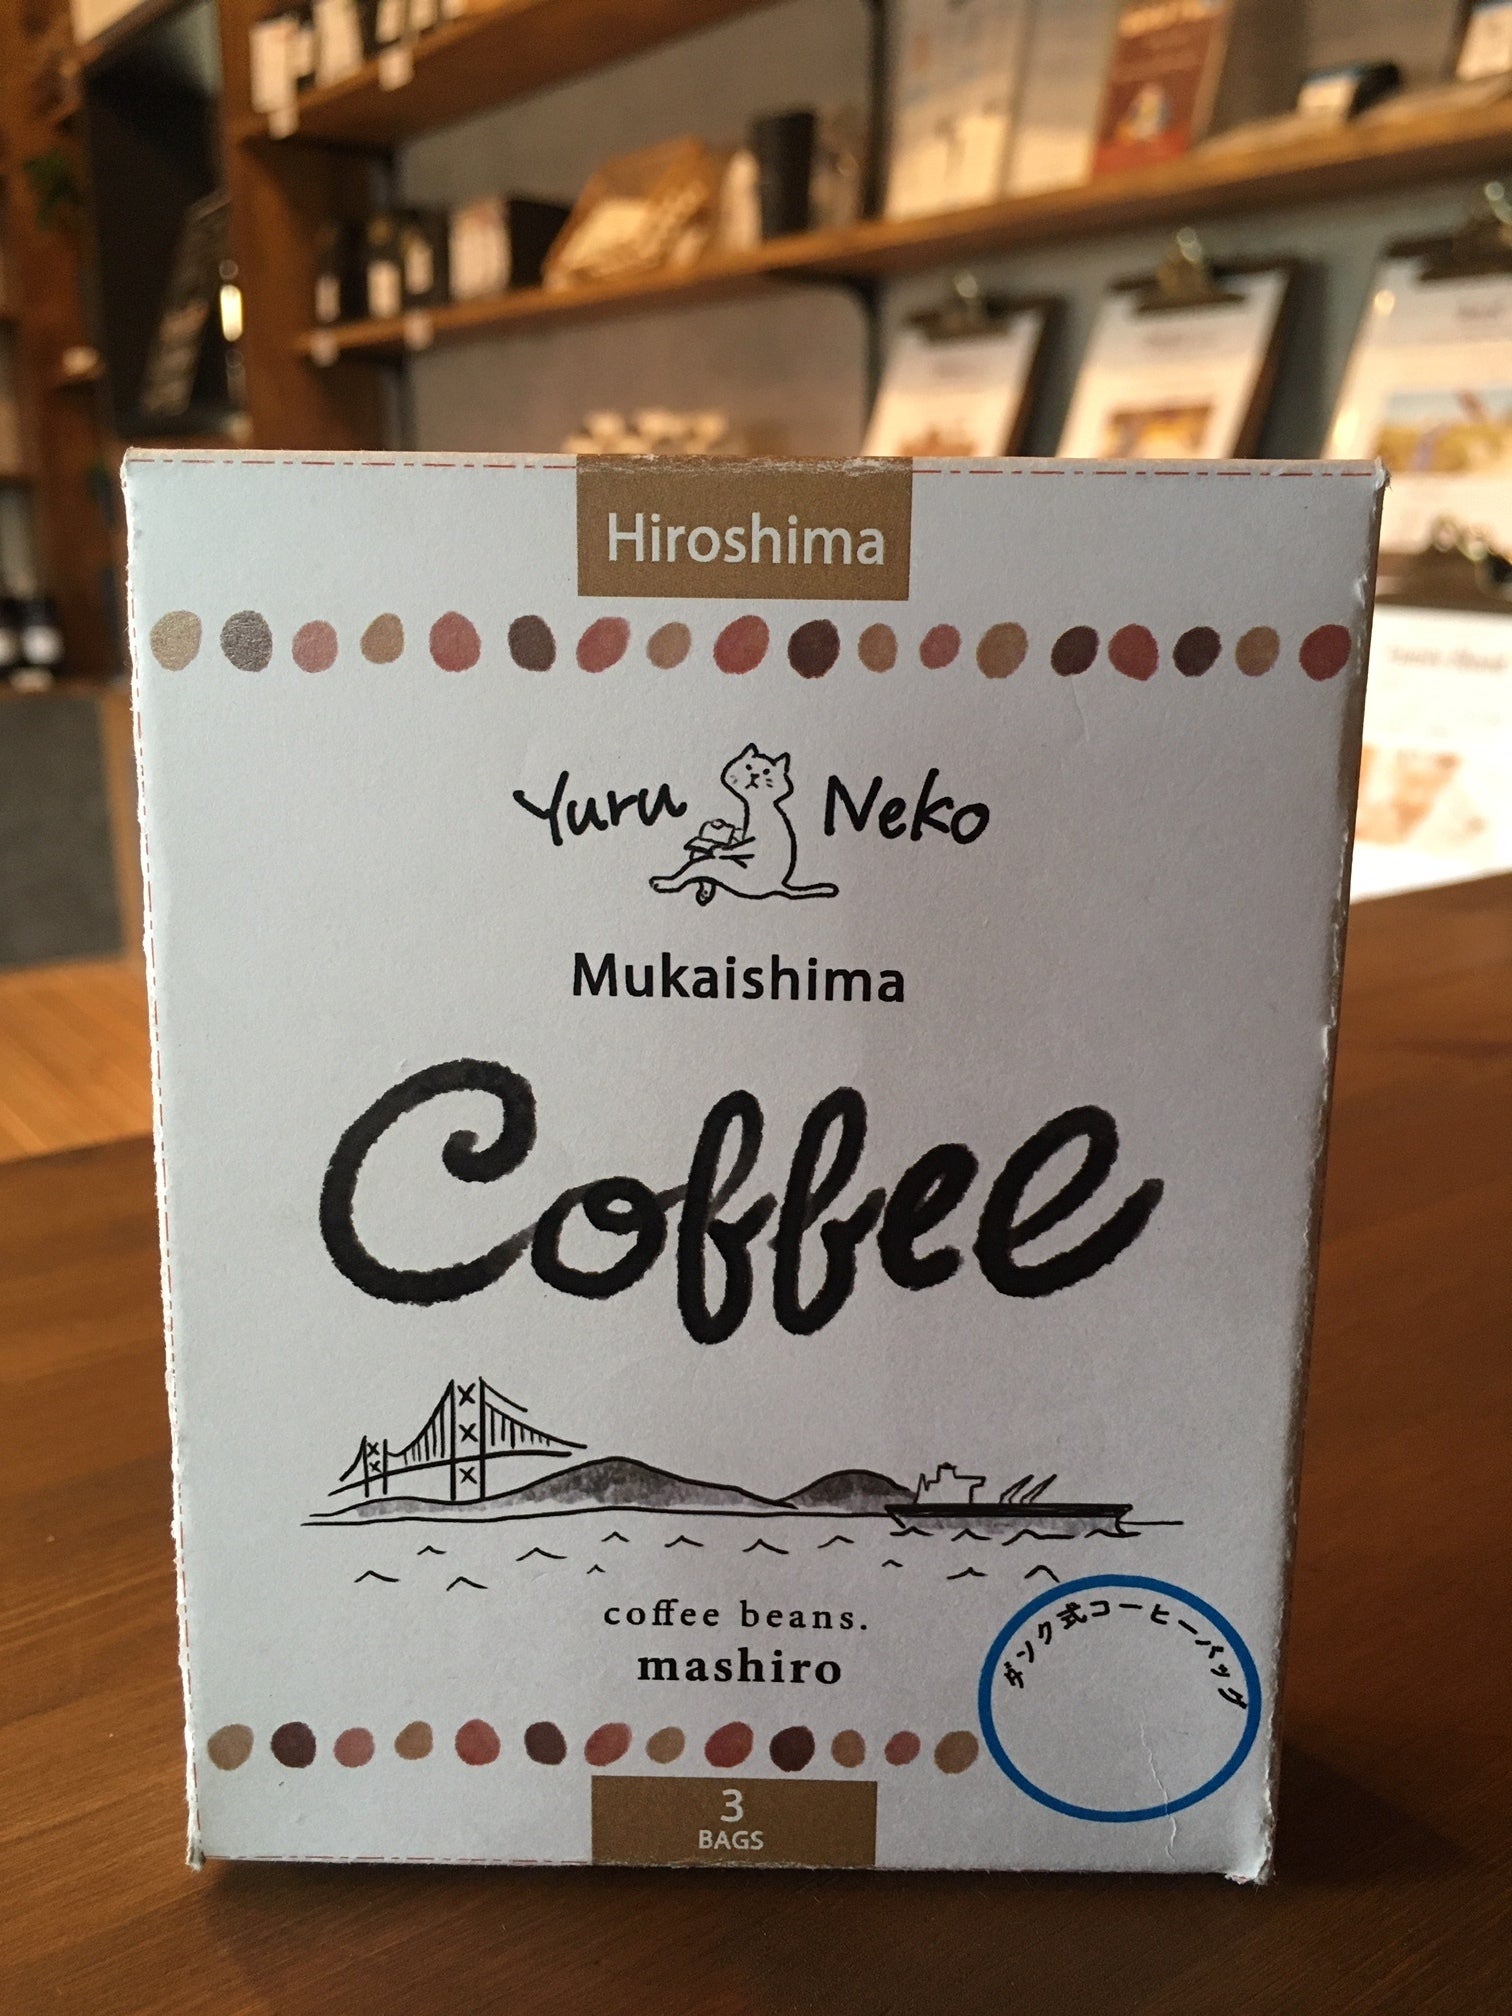 Hiroshima
Yuru Neko
Mukaishima
Coffee
coffee beans.
mashiro
ダンク式コーヒーバッグ
3
BAGS